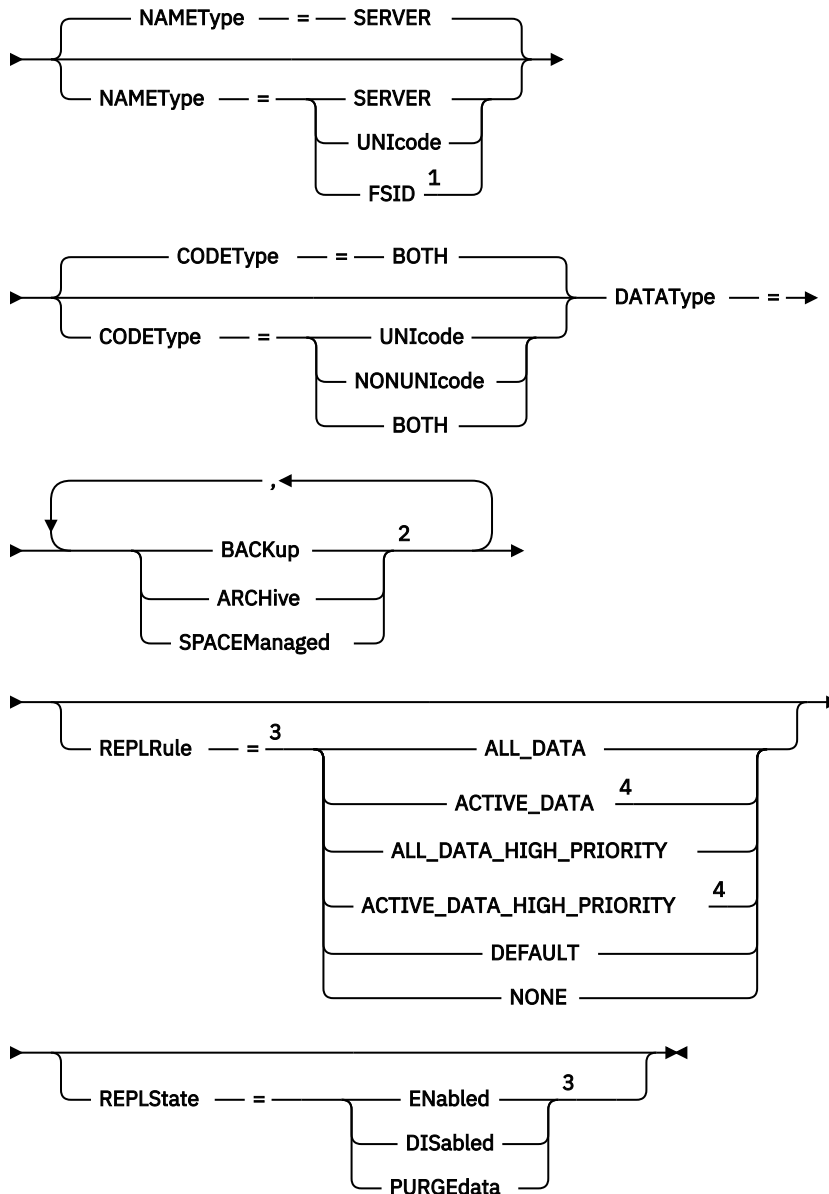 NAMEType = SERVER
NAMEType = SERVER
UNIcode
FSID 1
CODEType = BOTH
DATAType =
CODEType = UNIcode
NONUNIcode
BOTH
,
BACKup 2
ARCHive
SPACEManaged
REPLRule = 3 ALL_DATA
ACTIVE_DATA 4
ALL_DATA_HIGH_PRIORITY
ACTIVE_DATA_HIGH_PRIORITY 4
DEFAULT
NONE
REPLState = ENabled 3
DISabled
PURGEdata